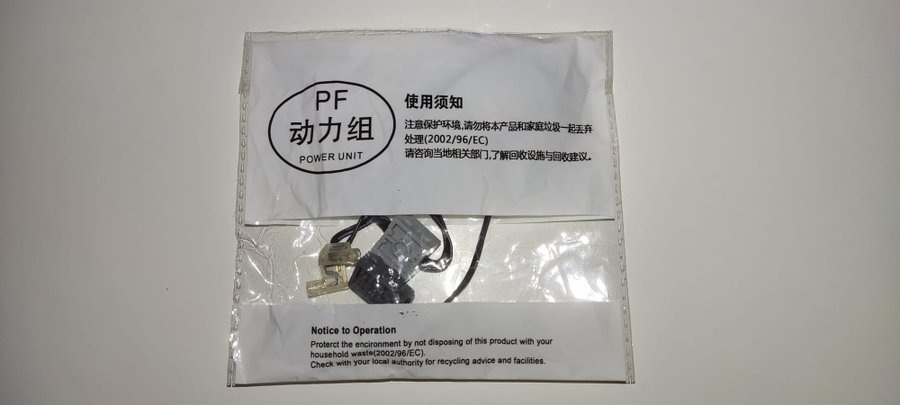 PF
动力组
POWER UNIT
使用须知
注意保护环境,请勿将本产品和家庭垃圾一起丢弃
处理(2002/96/EC)
请咨询当地相关部门,了解回收设施与回收建议。
Notice to Operation
Proterct the environment by not disposing of this product with your
household waste(2002/96/EC).
Check with your local authority for recycling advice and facilities.